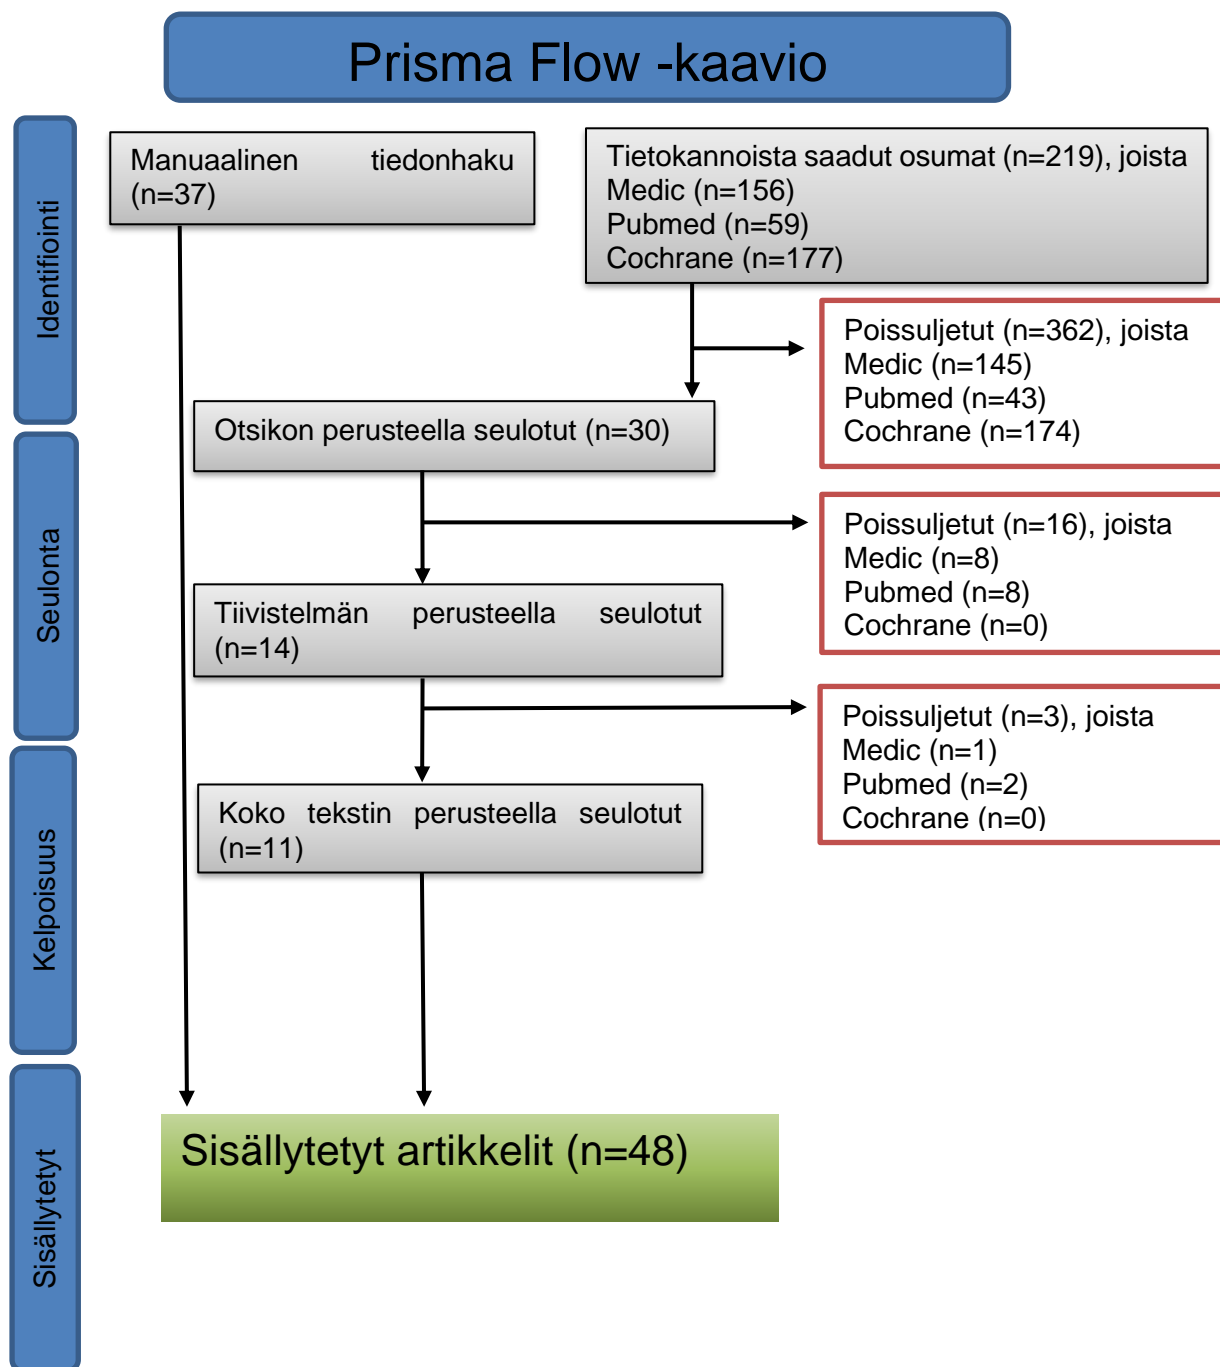 Prisma Flow -kaavio
Identifiointi
Manuaalinen tiedonhaku
(n=37)
Tietokannoista saadut osumat (n=219), joista
Medic (n=156)
Pubmed (n=59)
Cochrane (n=177)
Poissuljetut (n=362), joista
Medic (n=145)
Pubmed (n=43)
Cochrane (n=174)
Otsikon perusteella seulotut (n=30)
Seulonta
Poissuljetut (n=16), joista
Medic (n=8)
Pubmed (n=8)
Cochrane (n=0)
Tiivistelmän perusteella seulotut
(n=14)
Poissuljetut (n=3), joista
Medic (n=1)
Pubmed (n=2)
Cochrane (n=0)
Kelpoisuus
Koko tekstin perusteella seulotut
(n=11)
Sisällytetyt
Sisällytetyt artikkelit (n=48)